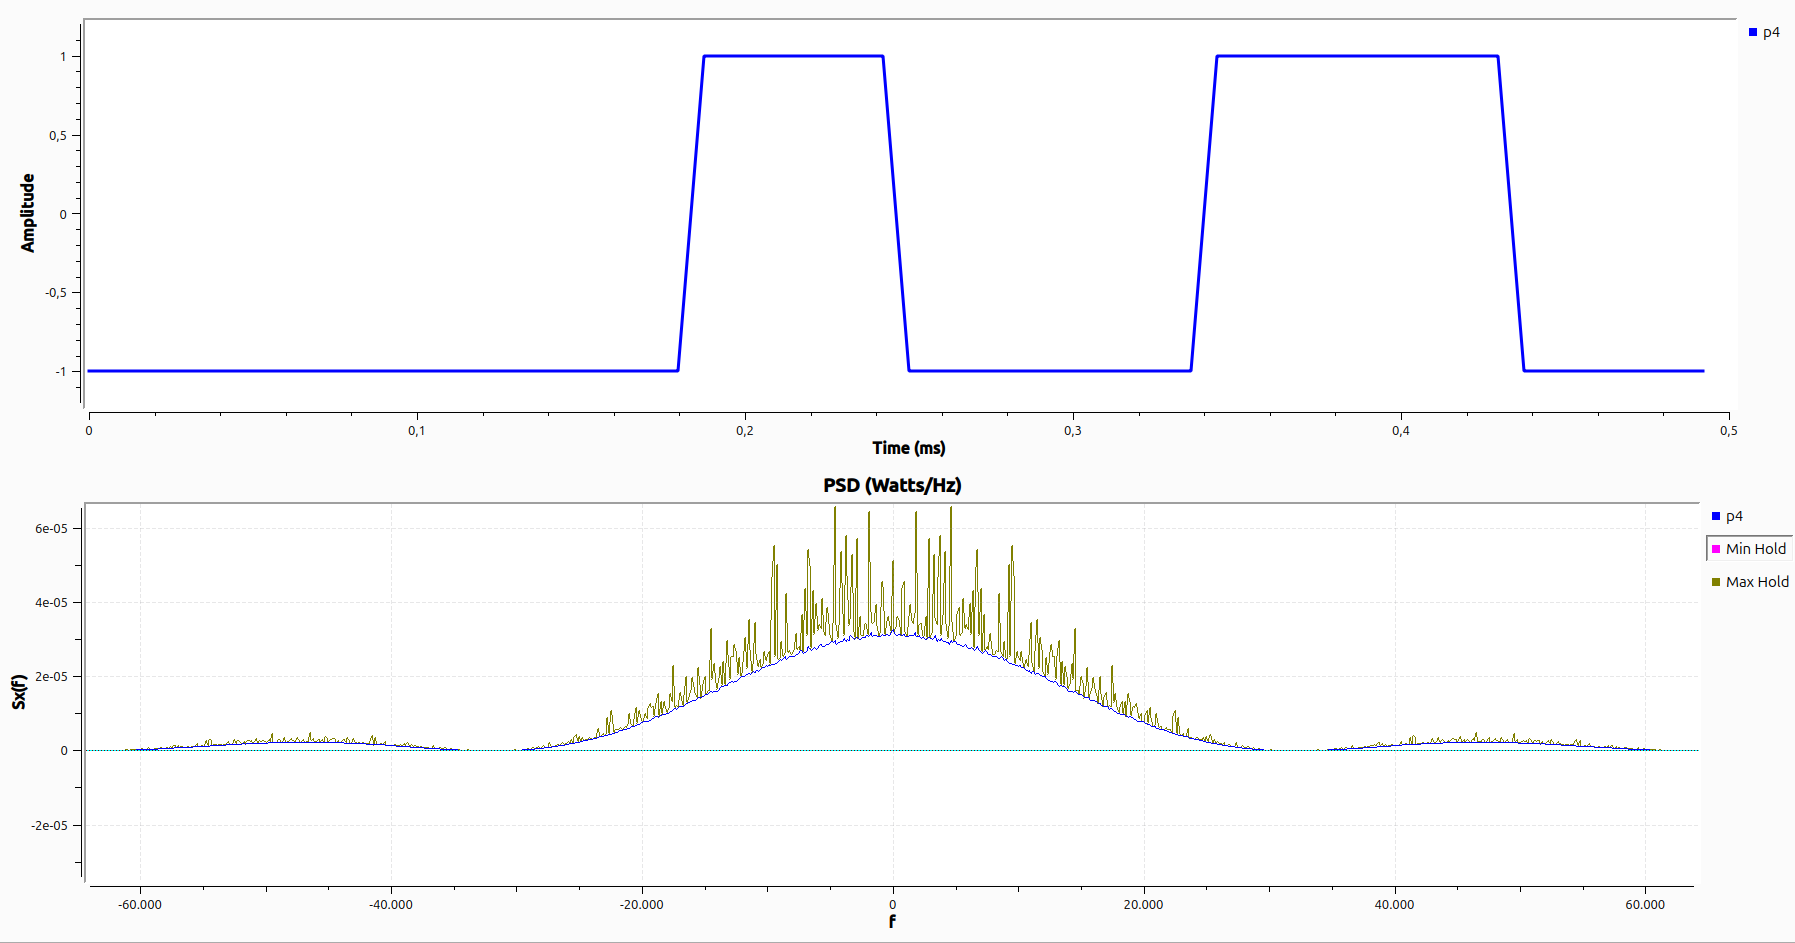 p4
1
0,5
0
-0,5
-1
Amplitude
0 0,1 0,2 0,3 0,4 0,5
Time (ms)
PSD (Watts/Hz)
p4
Min Hold
Max Hold
6e-05
4e-05
2e-05
0
-2e-05
Sx(f)
-60.000 -40.000 -20.000 0 20.000 40.000 60.000
f